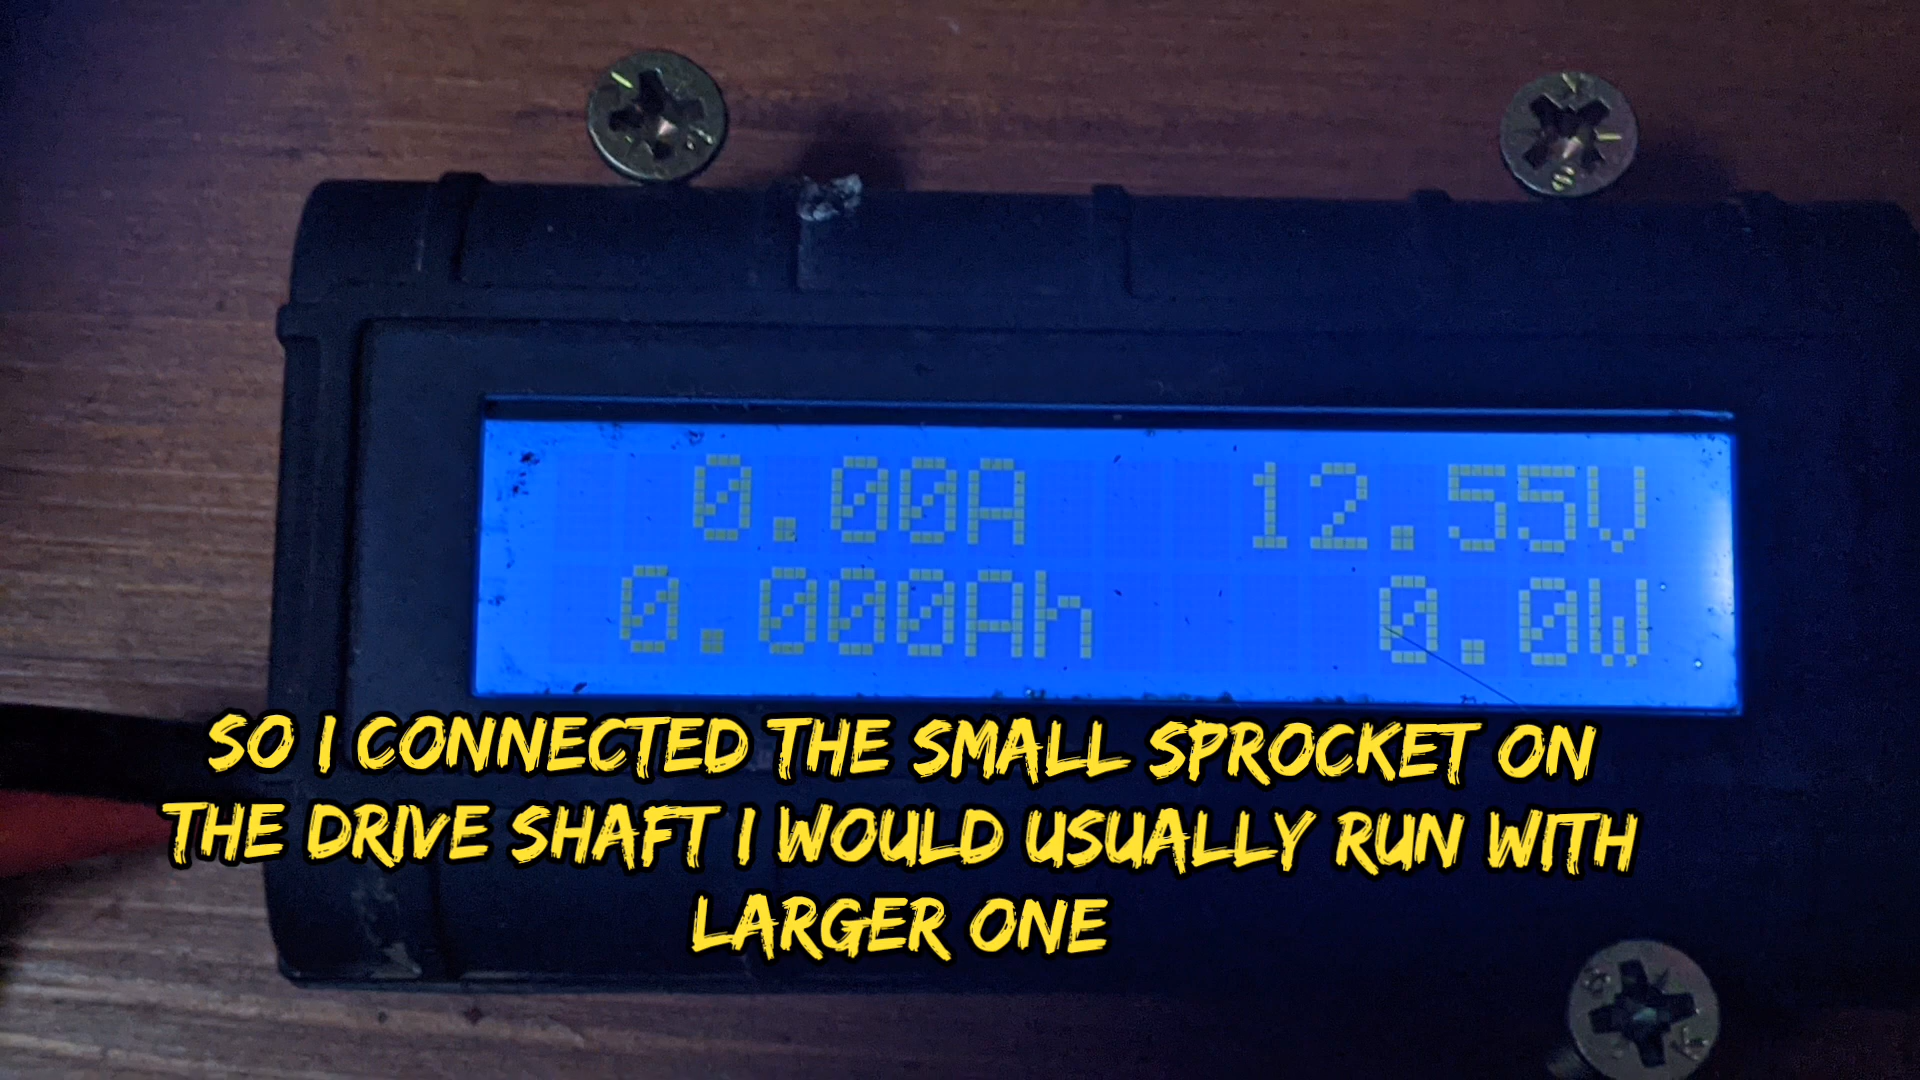 0.00A 12.55V
0.000Ah 0.0W
SO I CONNECTED THE SMALL SPROCKET ON
THE DRIVE SHAFT I WOULD USUALLY RUN WITH
LARGER ONE